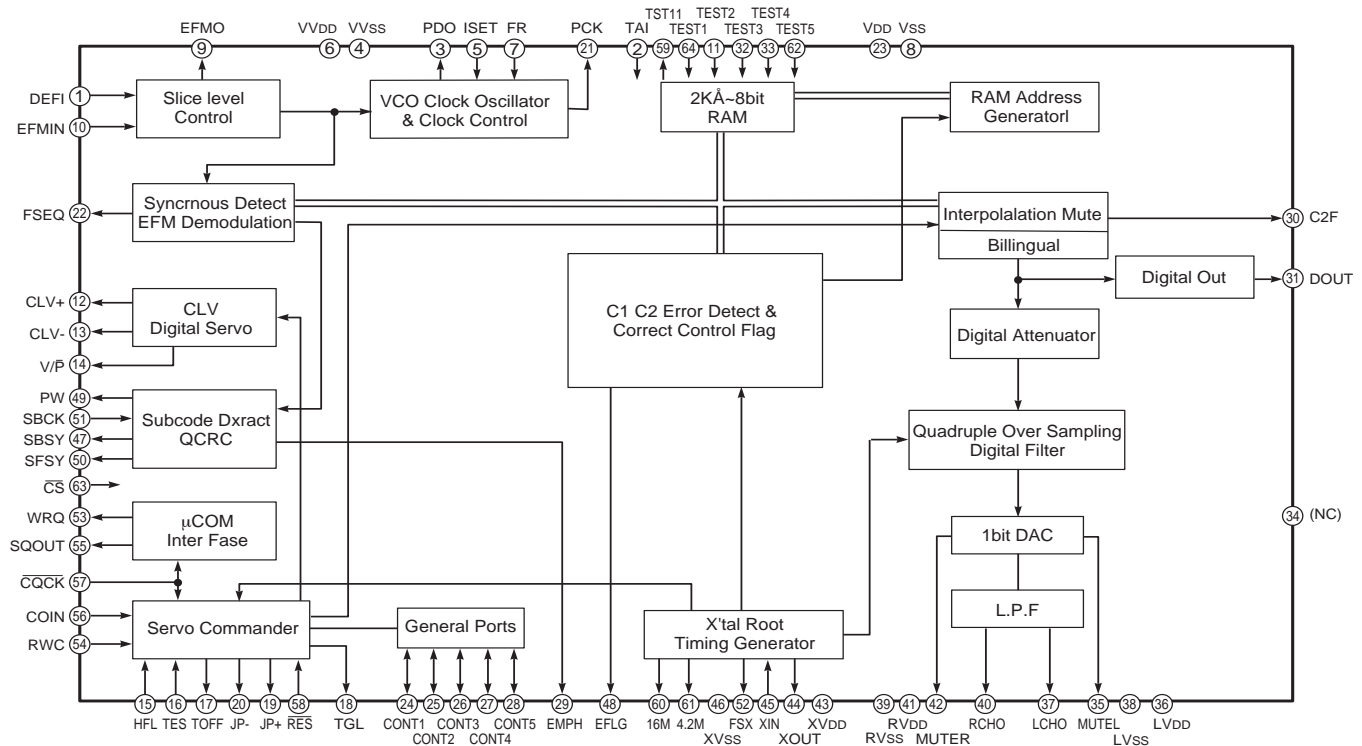 EFMO
VVDD
VVSS
PDO
ISET
FR
PCK
TAI
TST11
TEST1
TEST2
TEST3
TEST4
TEST5
VDD
VSS
9
6
4
3
5
7
21
2
59
64
11
32
33
62
23
8
DEFI 1
EFMIN 10
Slice level
Control
VCO Clock Oscillator
& Clock Control
2KÅ~8bit
RAM
RAM Address
Generatorl
FSEQ 22
Syncrnous Detect
EFM Demodulation
Interpolalation Mute
Billingual
30 C2F
Digital Out
31 DOUT
CLV+ 12
CLV- 13
V/P̅ 14
CLV
Digital Servo
C1 C2 Error Detect &
Correct Control Flag
Digital Attenuator
PW 49
SBCK 51
SBSY 47
SFSY 50
C̅S̅ 63
Subcode Dxract
QCRC
Quadruple Over Sampling
Digital Filter
WRQ 53
SQOUT 55
C̅Q̅C̅K̅ 57
μCOM
Inter Fase
1bit DAC
34 (NC)
COIN 56
RWC 54
Servo Commander
General Ports
X'tal Root
Timing Generator
L.P.F
15
16
17
20
19
58
18
24
25
26
27
28
29
48
60
61
46
52
45
44
43
39
41
42
40
37
35
38
36
HFL
TES
TOFF
JP-
JP+
R̅E̅S̅
TGL
CONT1
CONT2
CONT3
CONT4
CONT5
EMPH
EFLG
16M
4.2M
XVSS
FSX
XIN
XOUT
XVDD
RVSS
RVDD
MUTER
RCHO
LCHO
MUTEL
LVSS
LVDD